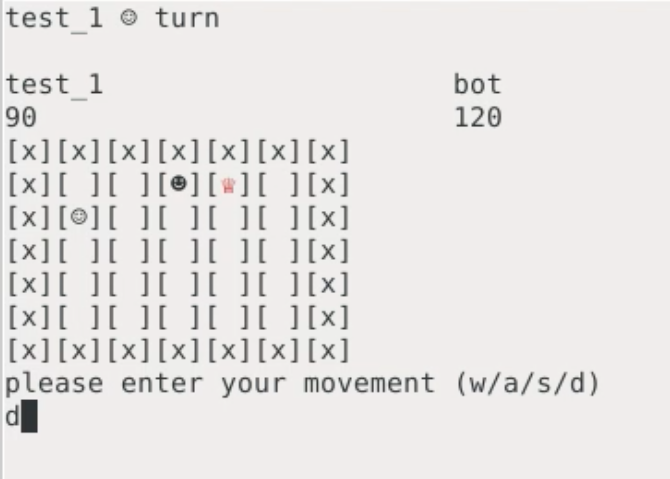 test_1 ☺ turn
test_1 bot
90 120
[x][x][x][x][x][x][x]
[x][ ][ ][☻][♕][ ][x]
[x][☺][ ][ ][ ][ ][x]
[x][ ][ ][ ][ ][ ][x]
[x][ ][ ][ ][ ][ ][x]
[x][ ][ ][ ][ ][ ][x]
[x][x][x][x][x][x][x]
please enter your movement (w/a/s/d)
d